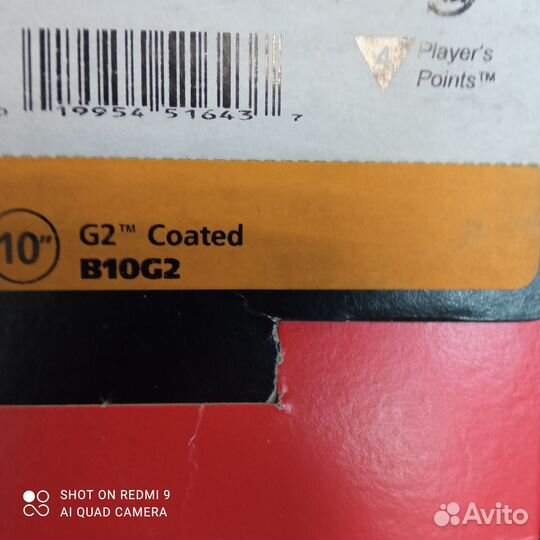 4 Player's
Points™
19954 51643 7
10" G2™ Coated
B10G2
SHOT ON REDMI 9
AI QUAD CAMERA
Avito